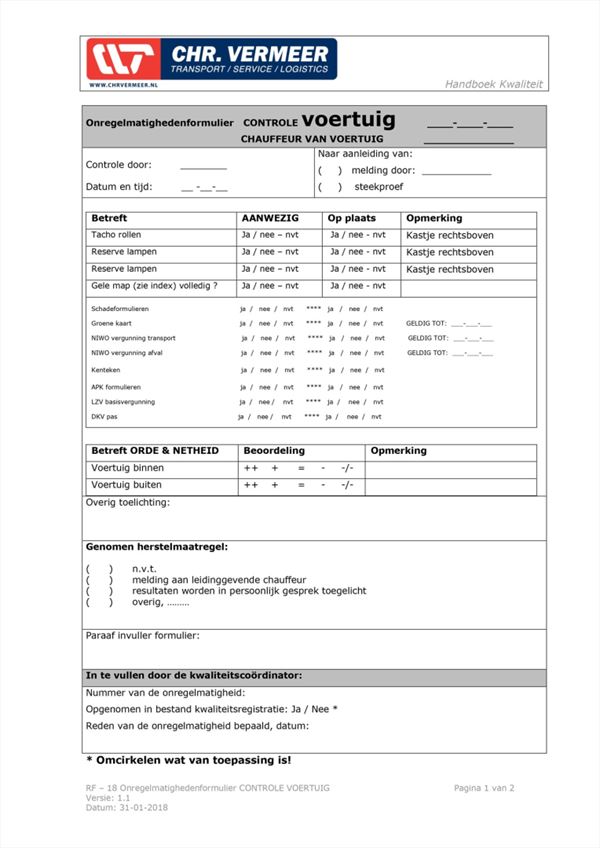 CHR. VERMEER
TRANSPORT / SERVICE / LOGISTICS
WWW.CHRVERMEER.NL
Handboek Kwaliteit
Onregelmatighedenformulier CONTROLE voertuig ___-___-___
CHAUFFEUR VAN VOERTUIG ______________
Controle door: _________
Datum en tijd: __ -__-__
Naar aanleiding van:
( ) melding door: _____________
( ) steekproef
Betreft AANWEZIG Op plaats Opmerking
Tacho rollen Ja / nee – nvt Ja / nee - nvt Kastje rechtsboven
Reserve lampen Ja / nee – nvt Ja / nee - nvt Kastje rechtsboven
Reserve lampen Ja / nee – nvt Ja / nee - nvt Kastje rechtsboven
Gele map (zie index) volledig ? Ja / nee – nvt Ja / nee - nvt
Schadeformulieren ja / nee / nvt **** ja / nee / nvt
Groene kaart ja / nee / nvt **** ja / nee / nvt GELDIG TOT: ___-___-___
NIWO vergunning transport ja / nee / nvt **** ja / nee / nvt GELDIG TOT: ___-___-___
NIWO vergunning afval ja / nee / nvt **** ja / nee / nvt GELDIG TOT: ___-___-___
Kenteken ja / nee / nvt **** ja / nee / nvt
APK formulieren ja / nee / nvt **** ja / nee / nvt
LZV basisvergunning ja / nee / nvt **** ja / nee / nvt
DKV pas ja / nee / nvt **** ja / nee / nvt
Betreft ORDE & NETHEID Beoordeling Opmerking
Voertuig binnen ++ + = - -/-
Voertuig buiten ++ + = - -/-
Overig toelichting:
Genomen herstelmaatregel:
( ) n.v.t.
( ) melding aan leidinggevende chauffeur
( ) resultaten worden in persoonlijk gesprek toegelicht
( ) overig, ………
Paraaf invuller formulier:
In te vullen door de kwaliteitscoördinator:
Nummer van de onregelmatigheid:
Opgenomen in bestand kwaliteitsregistratie: Ja / Nee *
Reden van de onregelmatigheid bepaald, datum:
* Omcirkelen wat van toepassing is!
RF – 18 Onregelmatighedenformulier CONTROLE VOERTUIG Pagina 1 van 2
Versie: 1.1
Datum: 31-01-2018